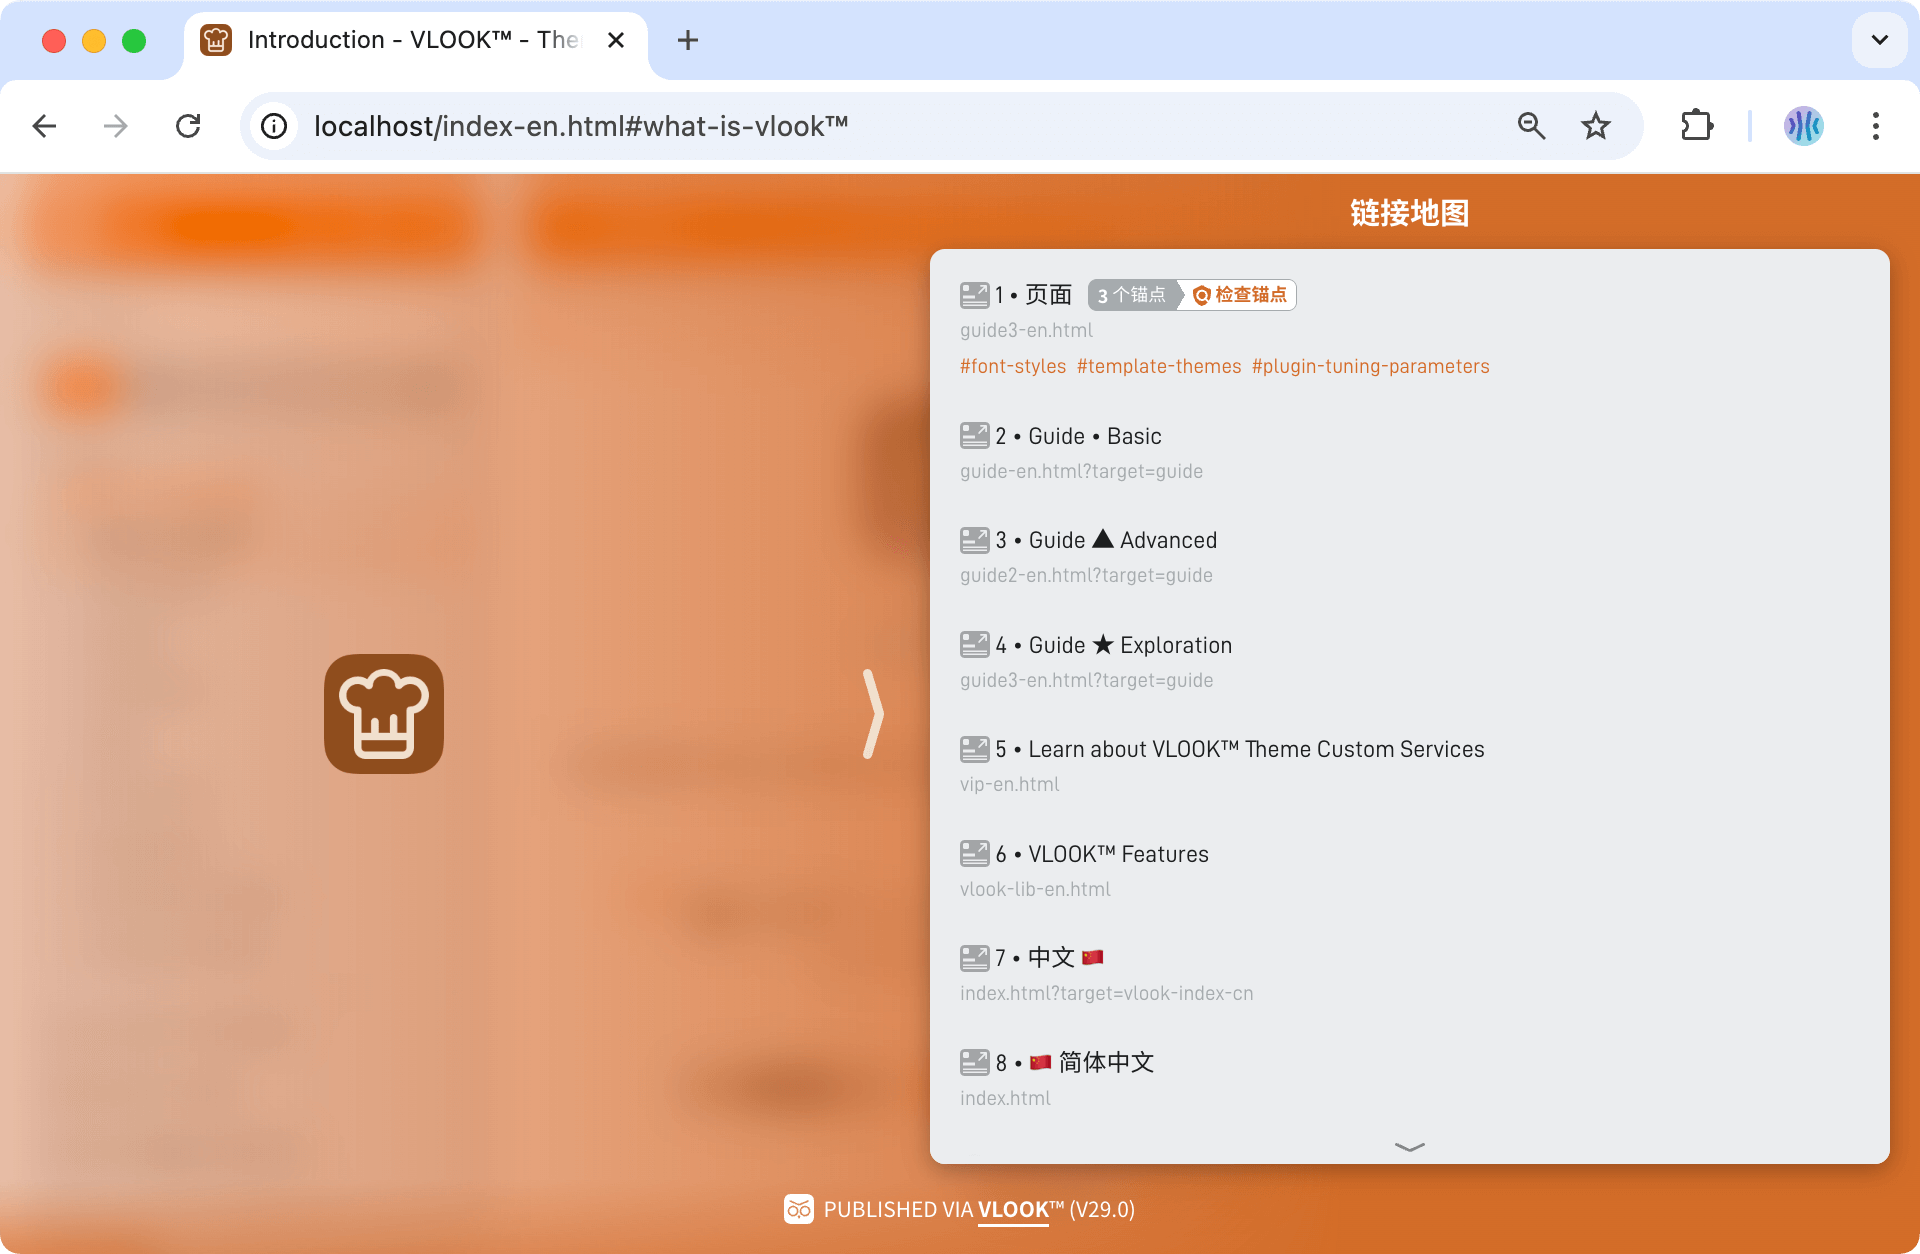 Introduction - VLOOK™ - The
localhost/index-en.html#what-is-vlook™
链接地图
1 • 页面 3 个锚点 检查锚点
guide3-en.html
#font-styles #template-themes #plugin-tuning-parameters
2 • Guide • Basic
guide-en.html?target=guide
3 • Guide ▲ Advanced
guide2-en.html?target=guide
4 • Guide ★ Exploration
guide3-en.html?target=guide
5 • Learn about VLOOK™ Theme Custom Services
vip-en.html
6 • VLOOK™ Features
vlook-lib-en.html
7 • 中文 🇨🇳
index.html?target=vlook-index-cn
8 • 🇨🇳 简体中文
index.html
PUBLISHED VIA VLOOK™ (V29.0)